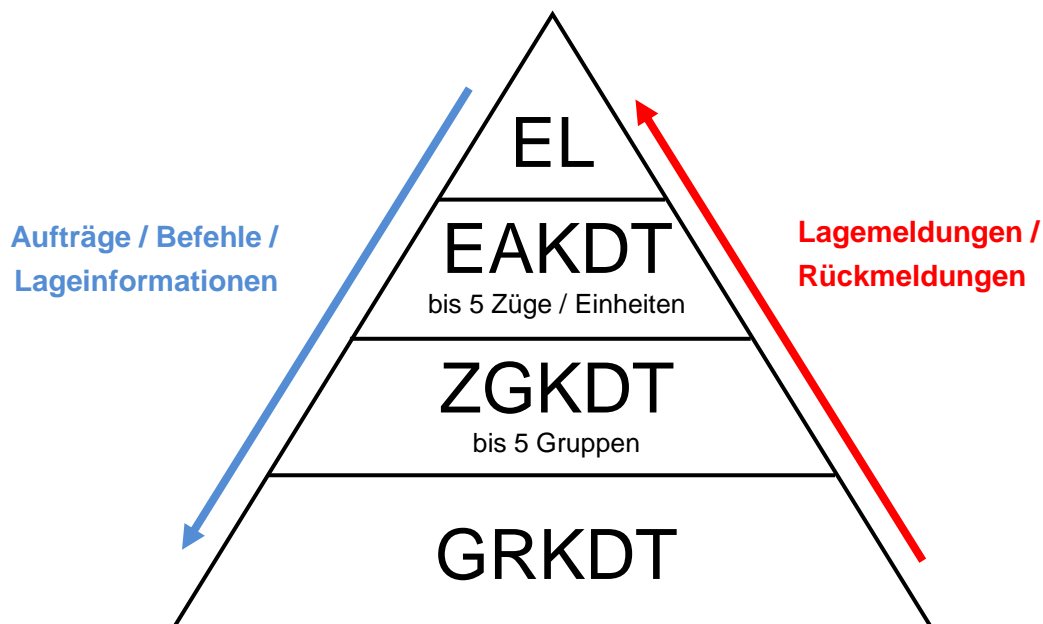 EL
Aufträge / Befehle /
Lageinformationen
EAKDT
bis 5 Züge / Einheiten
Lagemeldungen /
Rückmeldungen
ZGKDT
bis 5 Gruppen
GRKDT